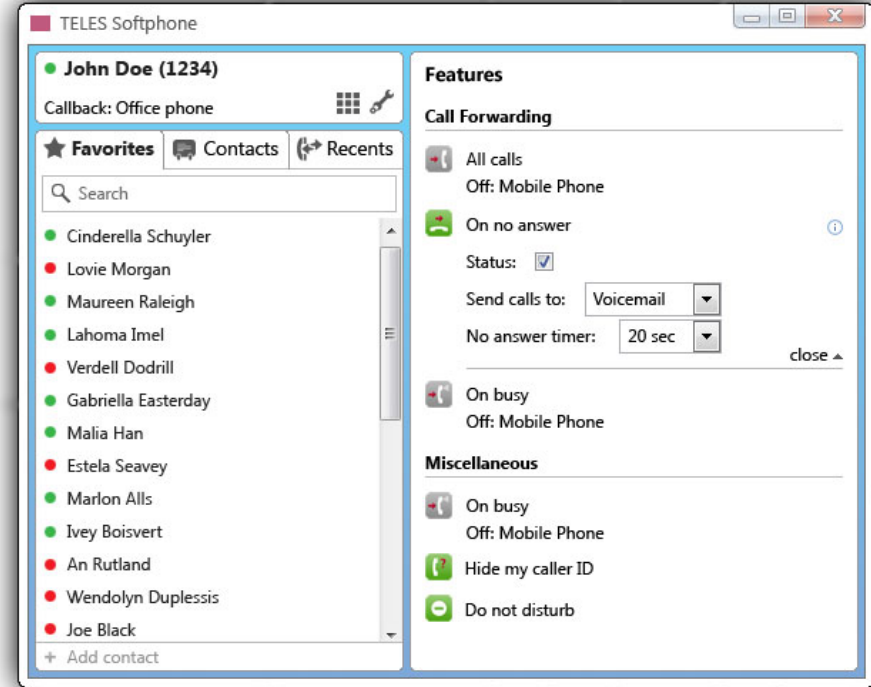 TELES Softphone
John Doe (1234)
Callback: Office phone
Favorites
Contacts
Recents
Search
Cinderella Schuyler
Lovie Morgan
Maureen Raleigh
Lahoma Imel
Verdell Dodrill
Gabriella Easterday
Malia Han
Estela Seavey
Marlon Alls
Ivey Boisvert
An Rutland
Wendolyn Duplessis
Joe Black
+ Add contact
Features
Call Forwarding
All calls
Off: Mobile Phone
On no answer
Status:
Send calls to: Voicemail
No answer timer: 20 sec
close
On busy
Off: Mobile Phone
Miscellaneous
On busy
Off: Mobile Phone
Hide my caller ID
Do not disturb